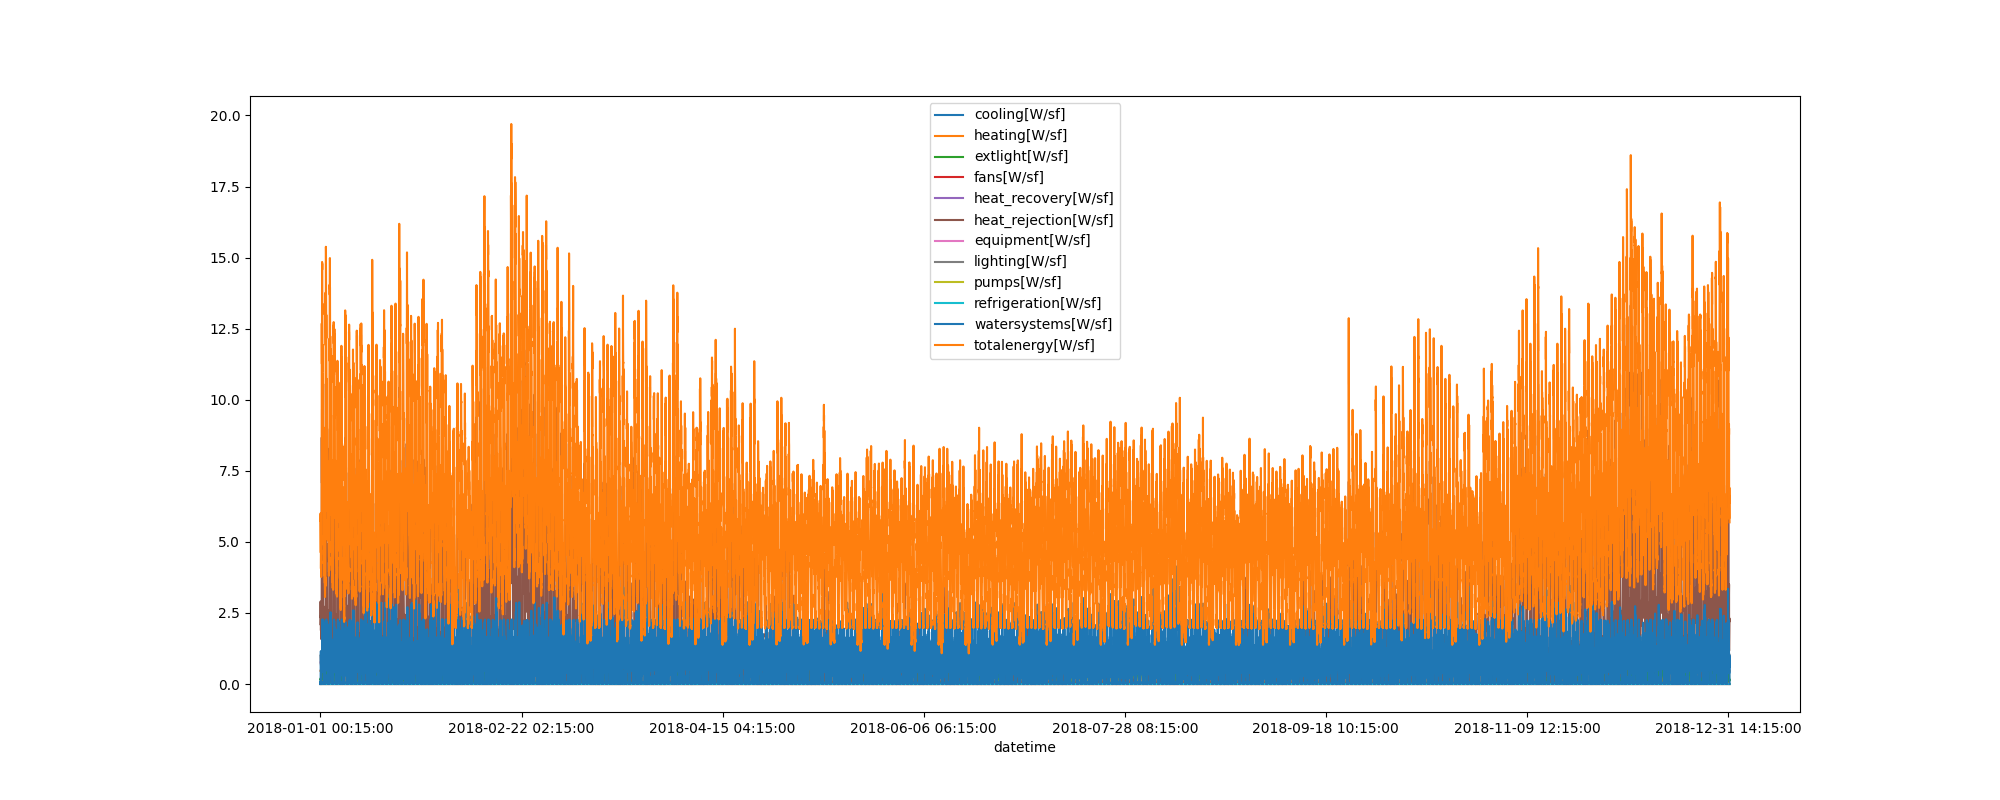 20.0
17.5
15.0
12.5
10.0
7.5
5.0
2.5
0.0
cooling[W/sf]
heating[W/sf]
extlight[W/sf]
fans[W/sf]
heat_recovery[W/sf]
heat_rejection[W/sf]
equipment[W/sf]
lighting[W/sf]
pumps[W/sf]
refrigeration[W/sf]
watersystems[W/sf]
totalenergy[W/sf]
2018-01-01 00:15:00 2018-02-22 02:15:00 2018-04-15 04:15:00 2018-06-06 06:15:00 2018-07-28 08:15:00 2018-09-18 10:15:00 2018-11-09 12:15:00 2018-12-31 14:15:00
datetime